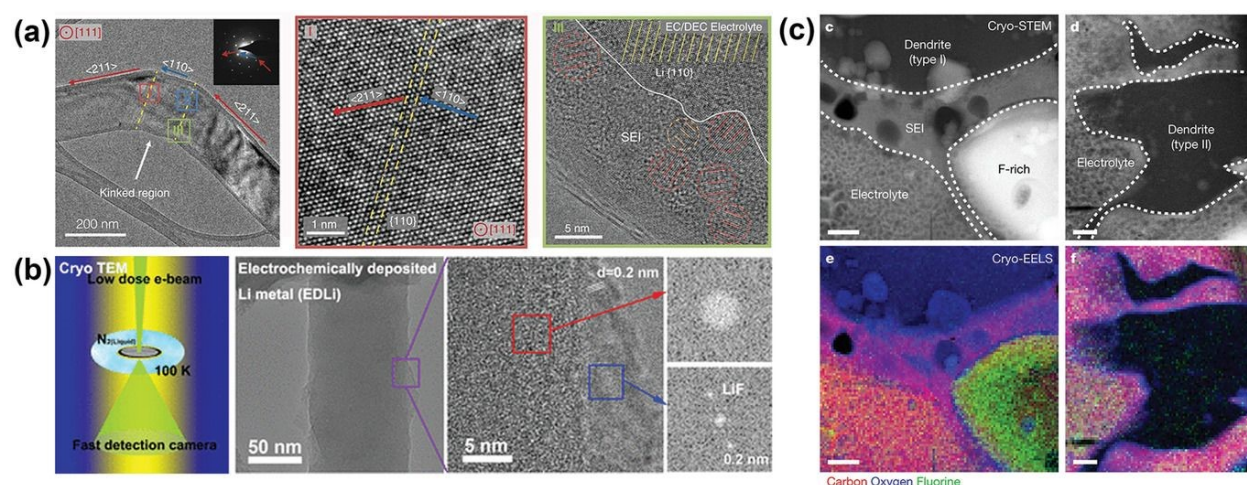 (a)
[111]
<211>
<110>
<211>
III
Kinked region
200 nm
<211>
<110>
{110}
1 nm
[111]
EC/DEC Electrolyte
Li {110}
SEI
5 nm
(b)
Cryo TEM
Low dose e-beam
N2(Liquid)
100 K
Fast detection camera
Electrochemically deposited
Li metal (EDLi)
50 nm
d=0.2 nm
5 nm
LiF
0.2 nm
(c)
c
Cryo-STEM
Dendrite
(type I)
SEI
F-rich
Electrolyte
d
Dendrite
(type II)
Electrolyte
e
Cryo-EELS
f
Carbon Oxygen Fluorine